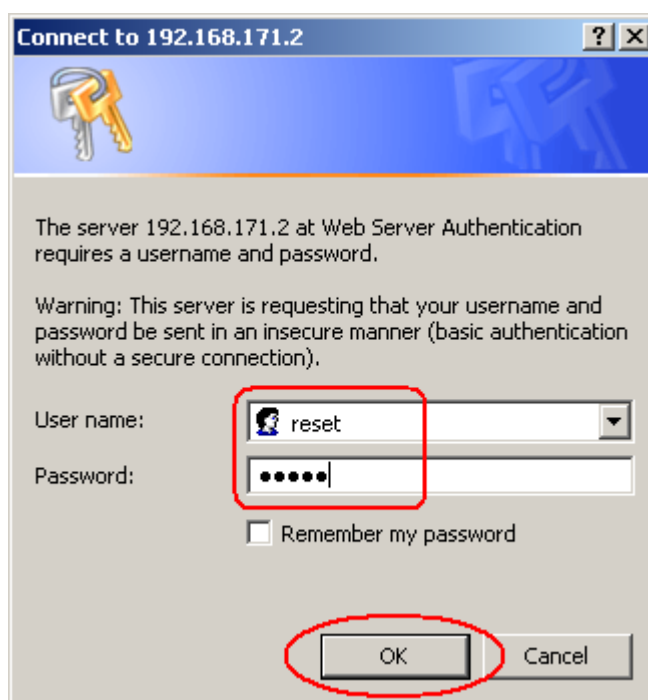 Connect to 192.168.171.2
The server 192.168.171.2 at Web Server Authentication
requires a username and password.
Warning: This server is requesting that your username and
password be sent in an insecure manner (basic authentication
without a secure connection).
User name: reset
Password: •••••
Remember my password
OK Cancel